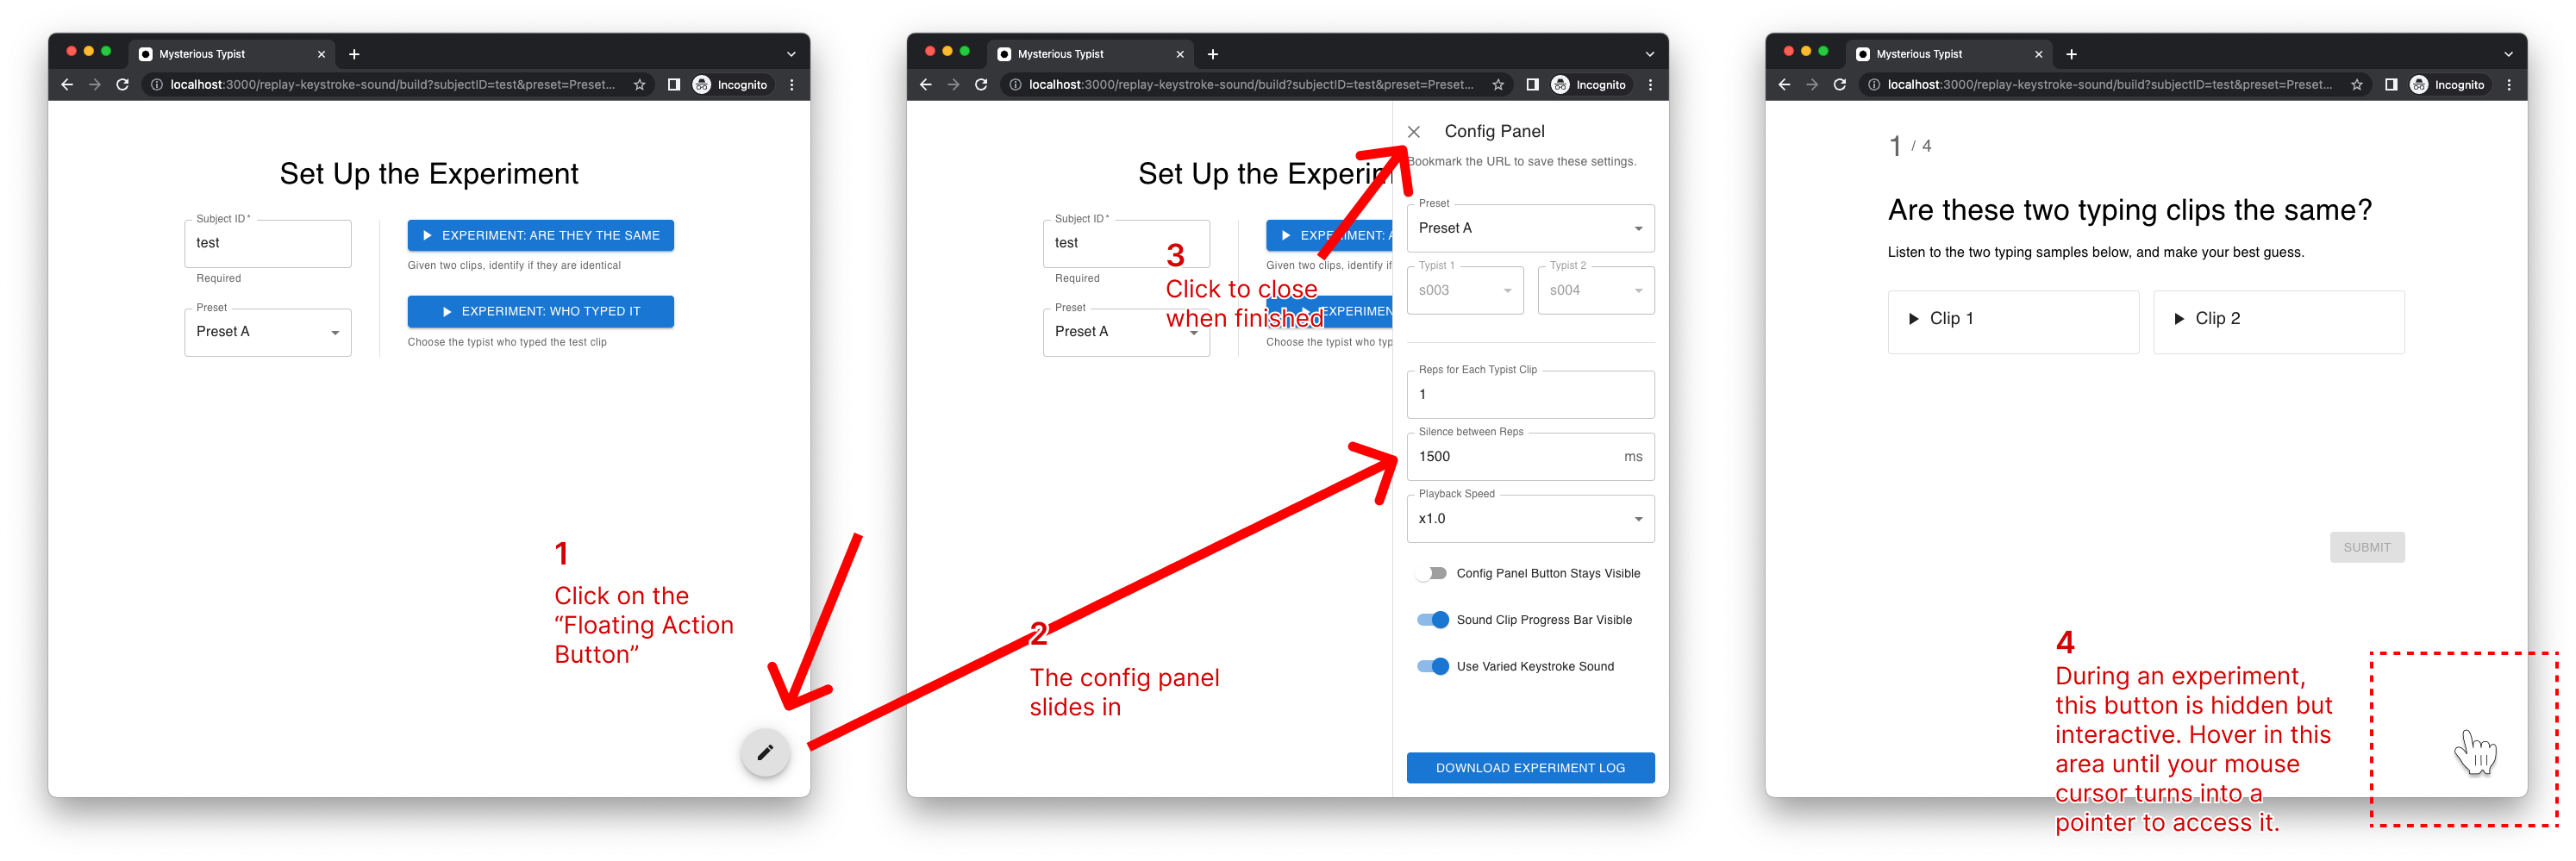 Mysterious Typist
localhost:3000/replay-keystroke-sound/build?subjectID=test&preset=Preset...
Incognito
Set Up the Experiment
Subject ID *
test
Required
Preset
Preset A
EXPERIMENT: ARE THEY THE SAME
Given two clips, identify if they are identical
EXPERIMENT: WHO TYPED IT
Choose the typist who typed the test clip
1
Click on the
“Floating Action
Button”
Mysterious Typist
localhost:3000/replay-keystroke-sound/build?subjectID=test&preset=Preset...
Incognito
Set Up the Experim
Subject ID *
test
Required
Preset
Preset A
EXPERIMENT: A
Given two clips, identify if
EXPERIMEN
Choose the typist who typ
2
The config panel
slides in
3
Click to close
when finished
Config Panel
Bookmark the URL to save these settings.
Preset
Preset A
Typist 1
s003
Typist 2
s004
Reps for Each Typist Clip
1
Silence between Reps
1500 ms
Playback Speed
x1.0
Config Panel Button Stays Visible
Sound Clip Progress Bar Visible
Use Varied Keystroke Sound
DOWNLOAD EXPERIMENT LOG
Mysterious Typist
localhost:3000/replay-keystroke-sound/build?subjectID=test&preset=Preset...
Incognito
1 / 4
Are these two typing clips the same?
Listen to the two typing samples below, and make your best guess.
Clip 1
Clip 2
SUBMIT
4
During an experiment,
this button is hidden but
interactive. Hover in this
area until your mouse
cursor turns into a
pointer to access it.